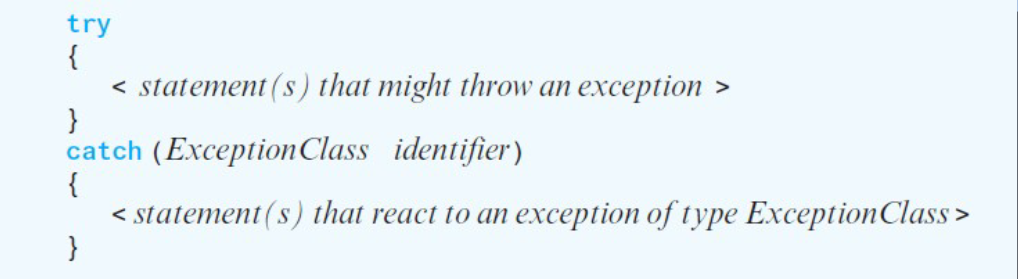 try
{
< statement(s) that might throw an exception >
}
catch (ExceptionClass identifier)
{
< statement(s) that react to an exception of type ExceptionClass >
}